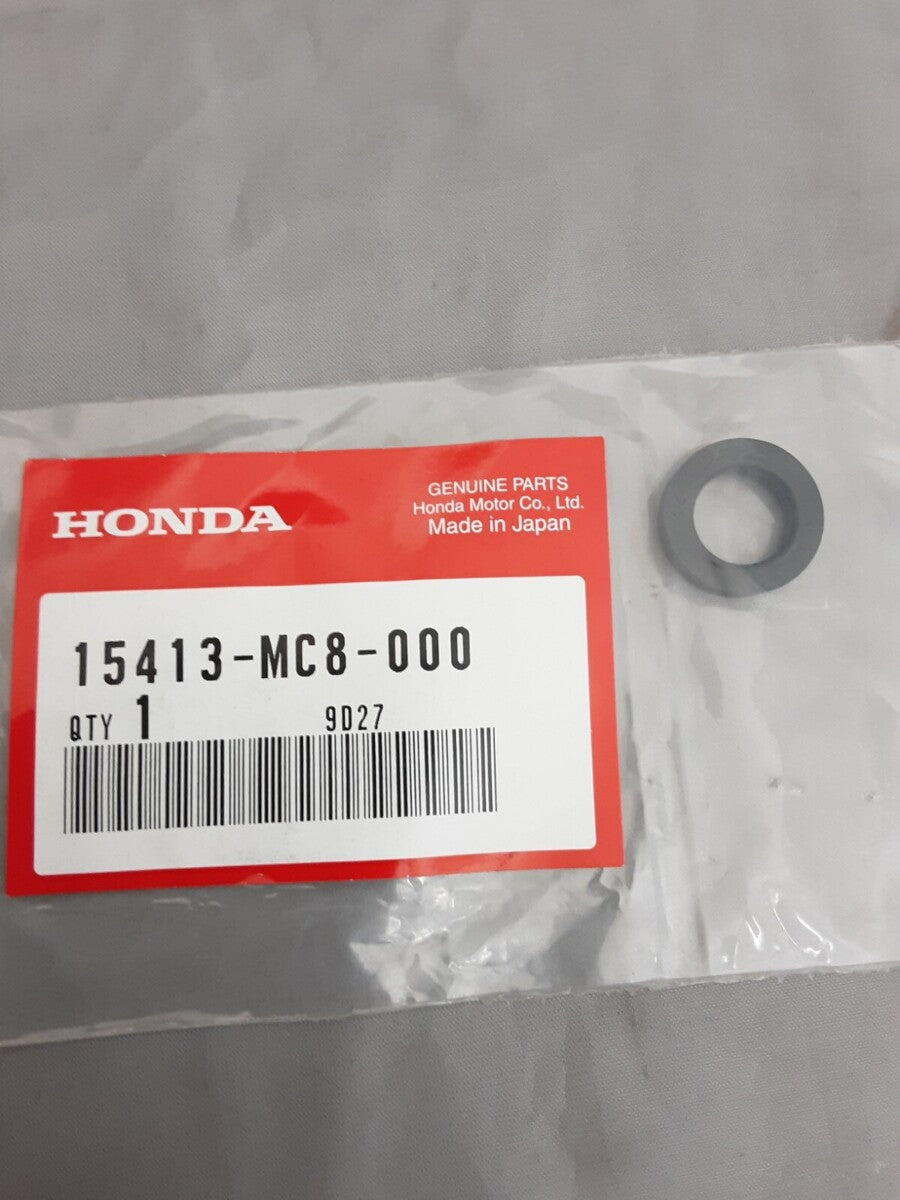 HONDA
GENUINE PARTS
Honda Motor Co., Ltd.
Made in Japan
15413-MC8-000
QTY 1 9D27